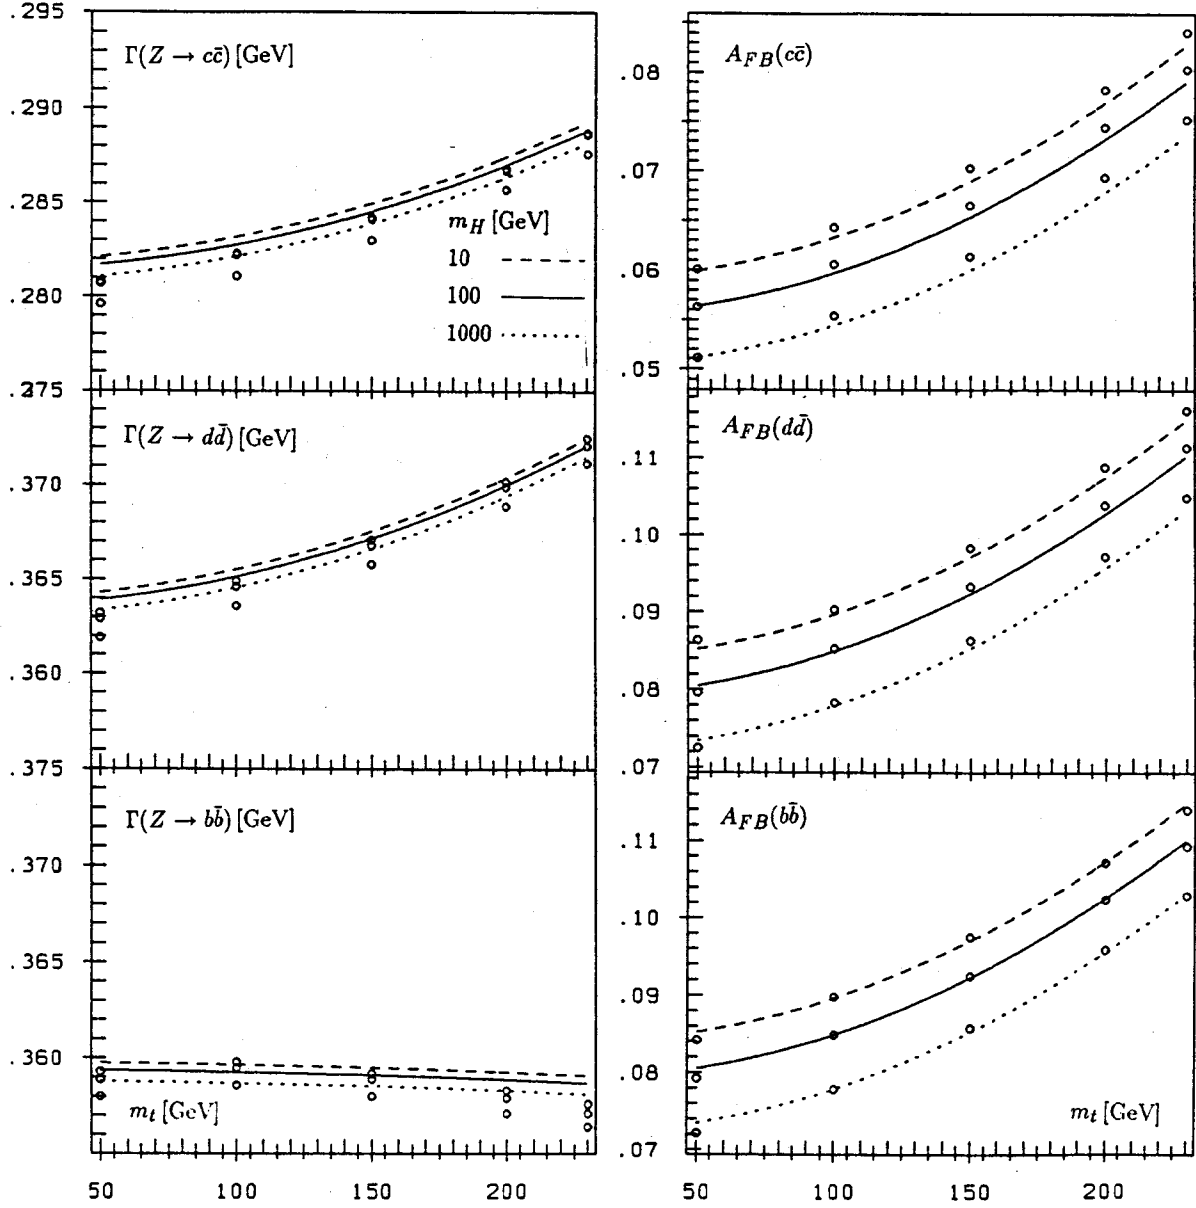 .295
Γ(Z → cc̄) [GeV]
.290
.285
m_H [GeV]
10
.280
100
1000
.275
A_FB(cc̄)
.08
.07
.06
.05
Γ(Z → dd̄) [GeV]
.370
.365
.360
.375
A_FB(dd̄)
.11
.10
.09
.08
.07
Γ(Z → bb̄) [GeV]
.370
.365
.360
m_t [GeV]
50 100 150 200
A_FB(bb̄)
.11
.10
.09
.08
m_t [GeV]
.07
50 100 150 200